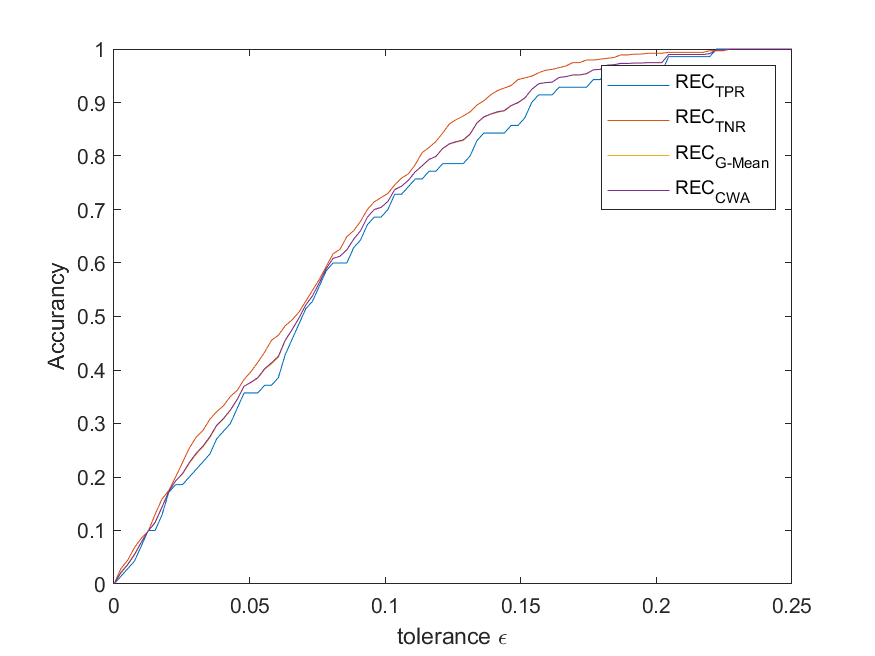 1
0.9
0.8
0.7
0.6
0.5
0.4
0.3
0.2
0.1
0
Accurancy
REC_TPR
REC_TNR
REC_G-Mean
REC_CWA
0 0.05 0.1 0.15 0.2 0.25
tolerance ϵ